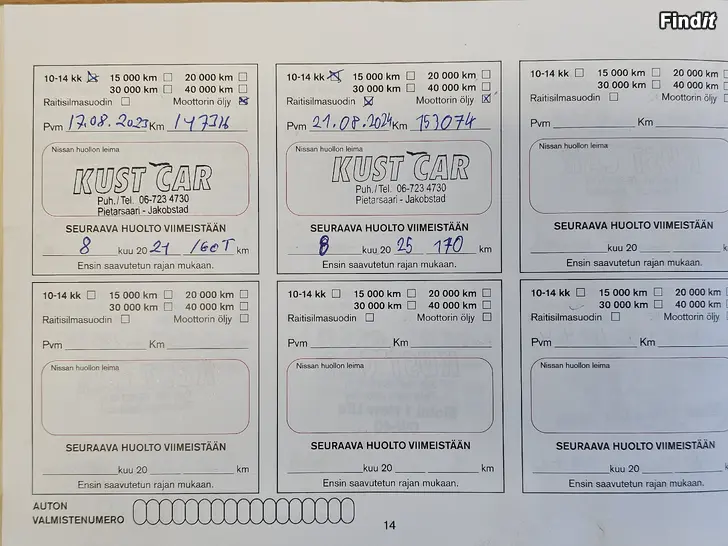 Findit
10-14 kk 15 000 km 20 000 km
30 000 km 40 000 km
Raitisilmasuodin Moottorin öljy
Pvm 17.08.2023 Km 147316
Nissan huollon leima
KUST CAR
Puh./Tel. 06-723 4730
Pietarsaari - Jakobstad
SEURAAVA HUOLTO VIIMEISTÄÄN
8 kuu 20 km
Ensin saavutetun rajan mukaan.
10-14 kk 15 000 km 20 000 km
30 000 km 40 000 km
Raitisilmasuodin Moottorin öljy
Pvm 21.08.2024 Km 153074
Nissan huollon leima
KUST CAR
Puh./Tel. 06-723 4730
Pietarsaari - Jakobstad
SEURAAVA HUOLTO VIIMEISTÄÄN
8 kuu 20 25 170 km
Ensin saavutetun rajan mukaan.
10-14 kk 15 000 km 20 000 km
30 000 km 40 000 km
Raitisilmasuodin Moottorin öljy
Pvm Km
Nissan huollon leima
SEURAAVA HUOLTO VIIMEISTÄÄN
kuu 20
Ensin saavutetun rajan mukaan.
10-14 kk 15 000 km 20 000 km
30 000 km 40 000 km
Raitisilmasuodin Moottorin öljy
Pvm Km
Nissan huollon leima
SEURAAVA HUOLTO VIIMEISTÄÄN
kuu 20 km
Ensin saavutetun rajan mukaan.
10-14 kk 15 000 km 20 000 km
30 000 km 40 000 km
Raitisilmasuodin Moottorin öljy
Pvm Km
Nissan huollon leima
SEURAAVA HUOLTO VIIMEISTÄÄN
kuu 20 km
Ensin saavutetun rajan mukaan.
10-14 kk 15 000 km 20 000 km
30 000 km 40 000 km
Raitisilmasuodin Moottorin öljy
Pvm Km
Nissan huollon leima
SEURAAVA HUOLTO VIIMEISTÄÄN
kuu 20
Ensin saavutetun rajan mukaan.
AUTON
VALMISTENUMERO
14